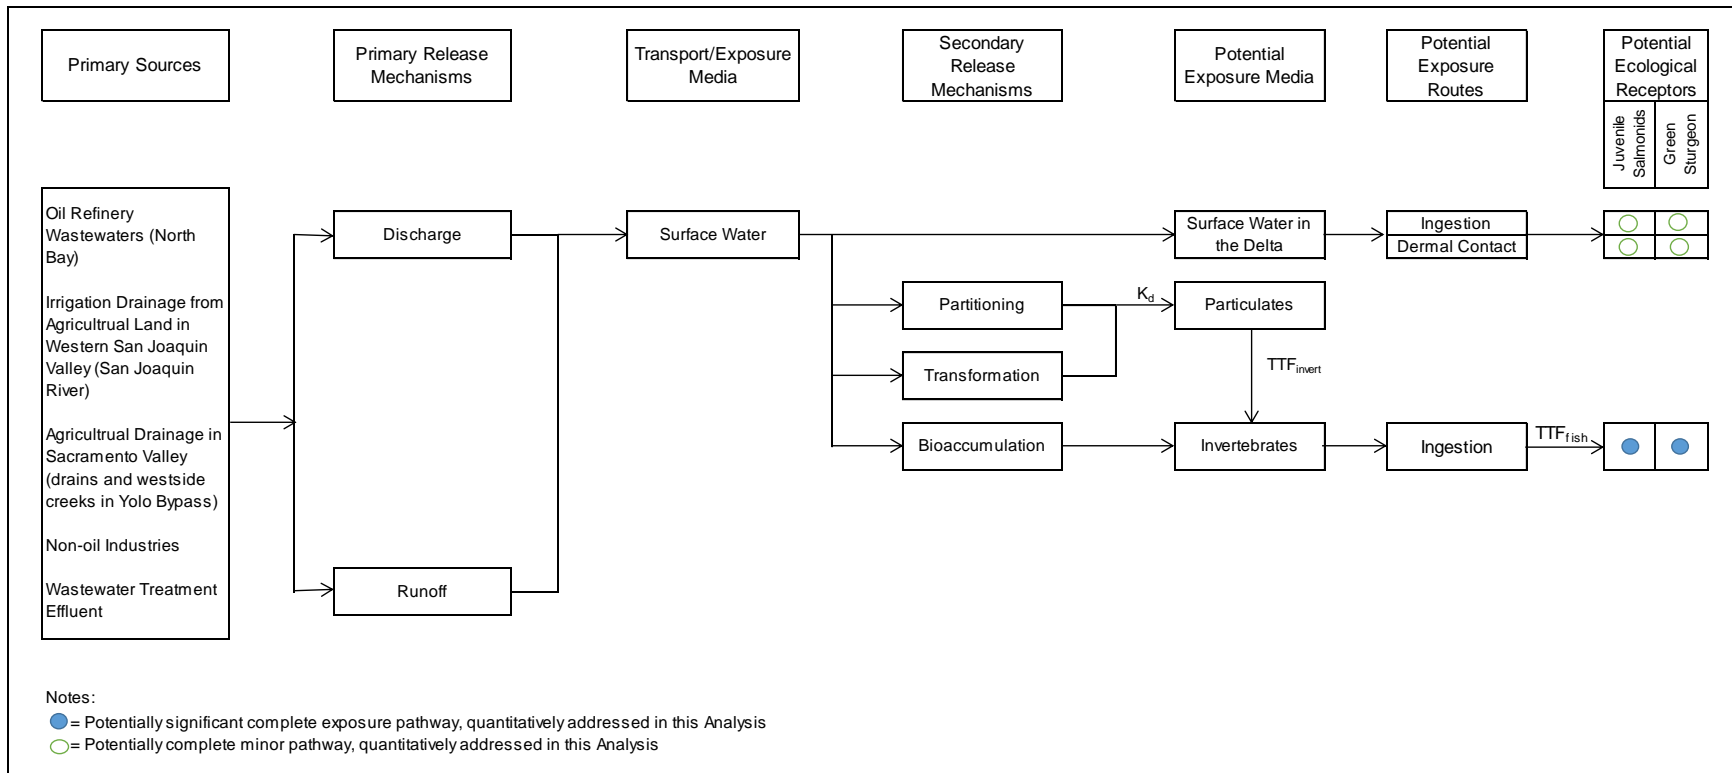 Primary Sources
Primary Release
Mechanisms
Transport/Exposure
Media
Secondary
Release
Mechanisms
Potential
Exposure Media
Potential
Exposure
Routes
Potential
Ecological
Receptors
Juvenile
Salmonids
Green
Sturgeon
Oil Refinery
Wastewaters (North
Bay)
Irrigation Drainage from
Agricultrual Land in
Western San Joaquin
Valley (San Joaquin
River)
Agricultrual Drainage in
Sacramento Valley
(drains and westside
creeks in Yolo Bypass)
Non-oil Industries
Wastewater Treatment
Effluent
Discharge
Runoff
Surface Water
Partitioning
Transformation
Bioaccumulation
Surface Water in
the Delta
Kd
Particulates
TTFinvert
Invertebrates
Ingestion
Dermal Contact
Ingestion
TTFfish
Notes:
= Potentially significant complete exposure pathway, quantitatively addressed in this Analysis
= Potentially complete minor pathway, quantitatively addressed in this Analysis